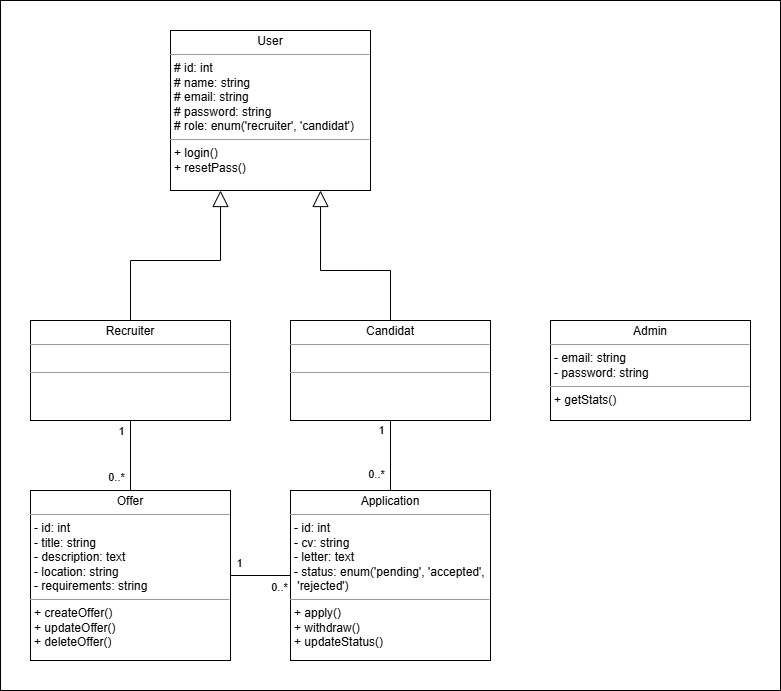 User
# id: int
# name: string
# email: string
# password: string
# role: enum('recruiter', 'candidat')
+ login()
+ resetPass()
Recruiter
Candidat
Admin
- email: string
- password: string
+ getStats()
1
0..*
1
0..*
Offer
- id: int
- title: string
- description: text
- location: string
- requirements: string
+ createOffer()
+ updateOffer()
+ deleteOffer()
1
0..*
Application
- id: int
- cv: string
- letter: text
- status: enum('pending', 'accepted',
'rejected')
+ apply()
+ withdraw()
+ updateStatus()